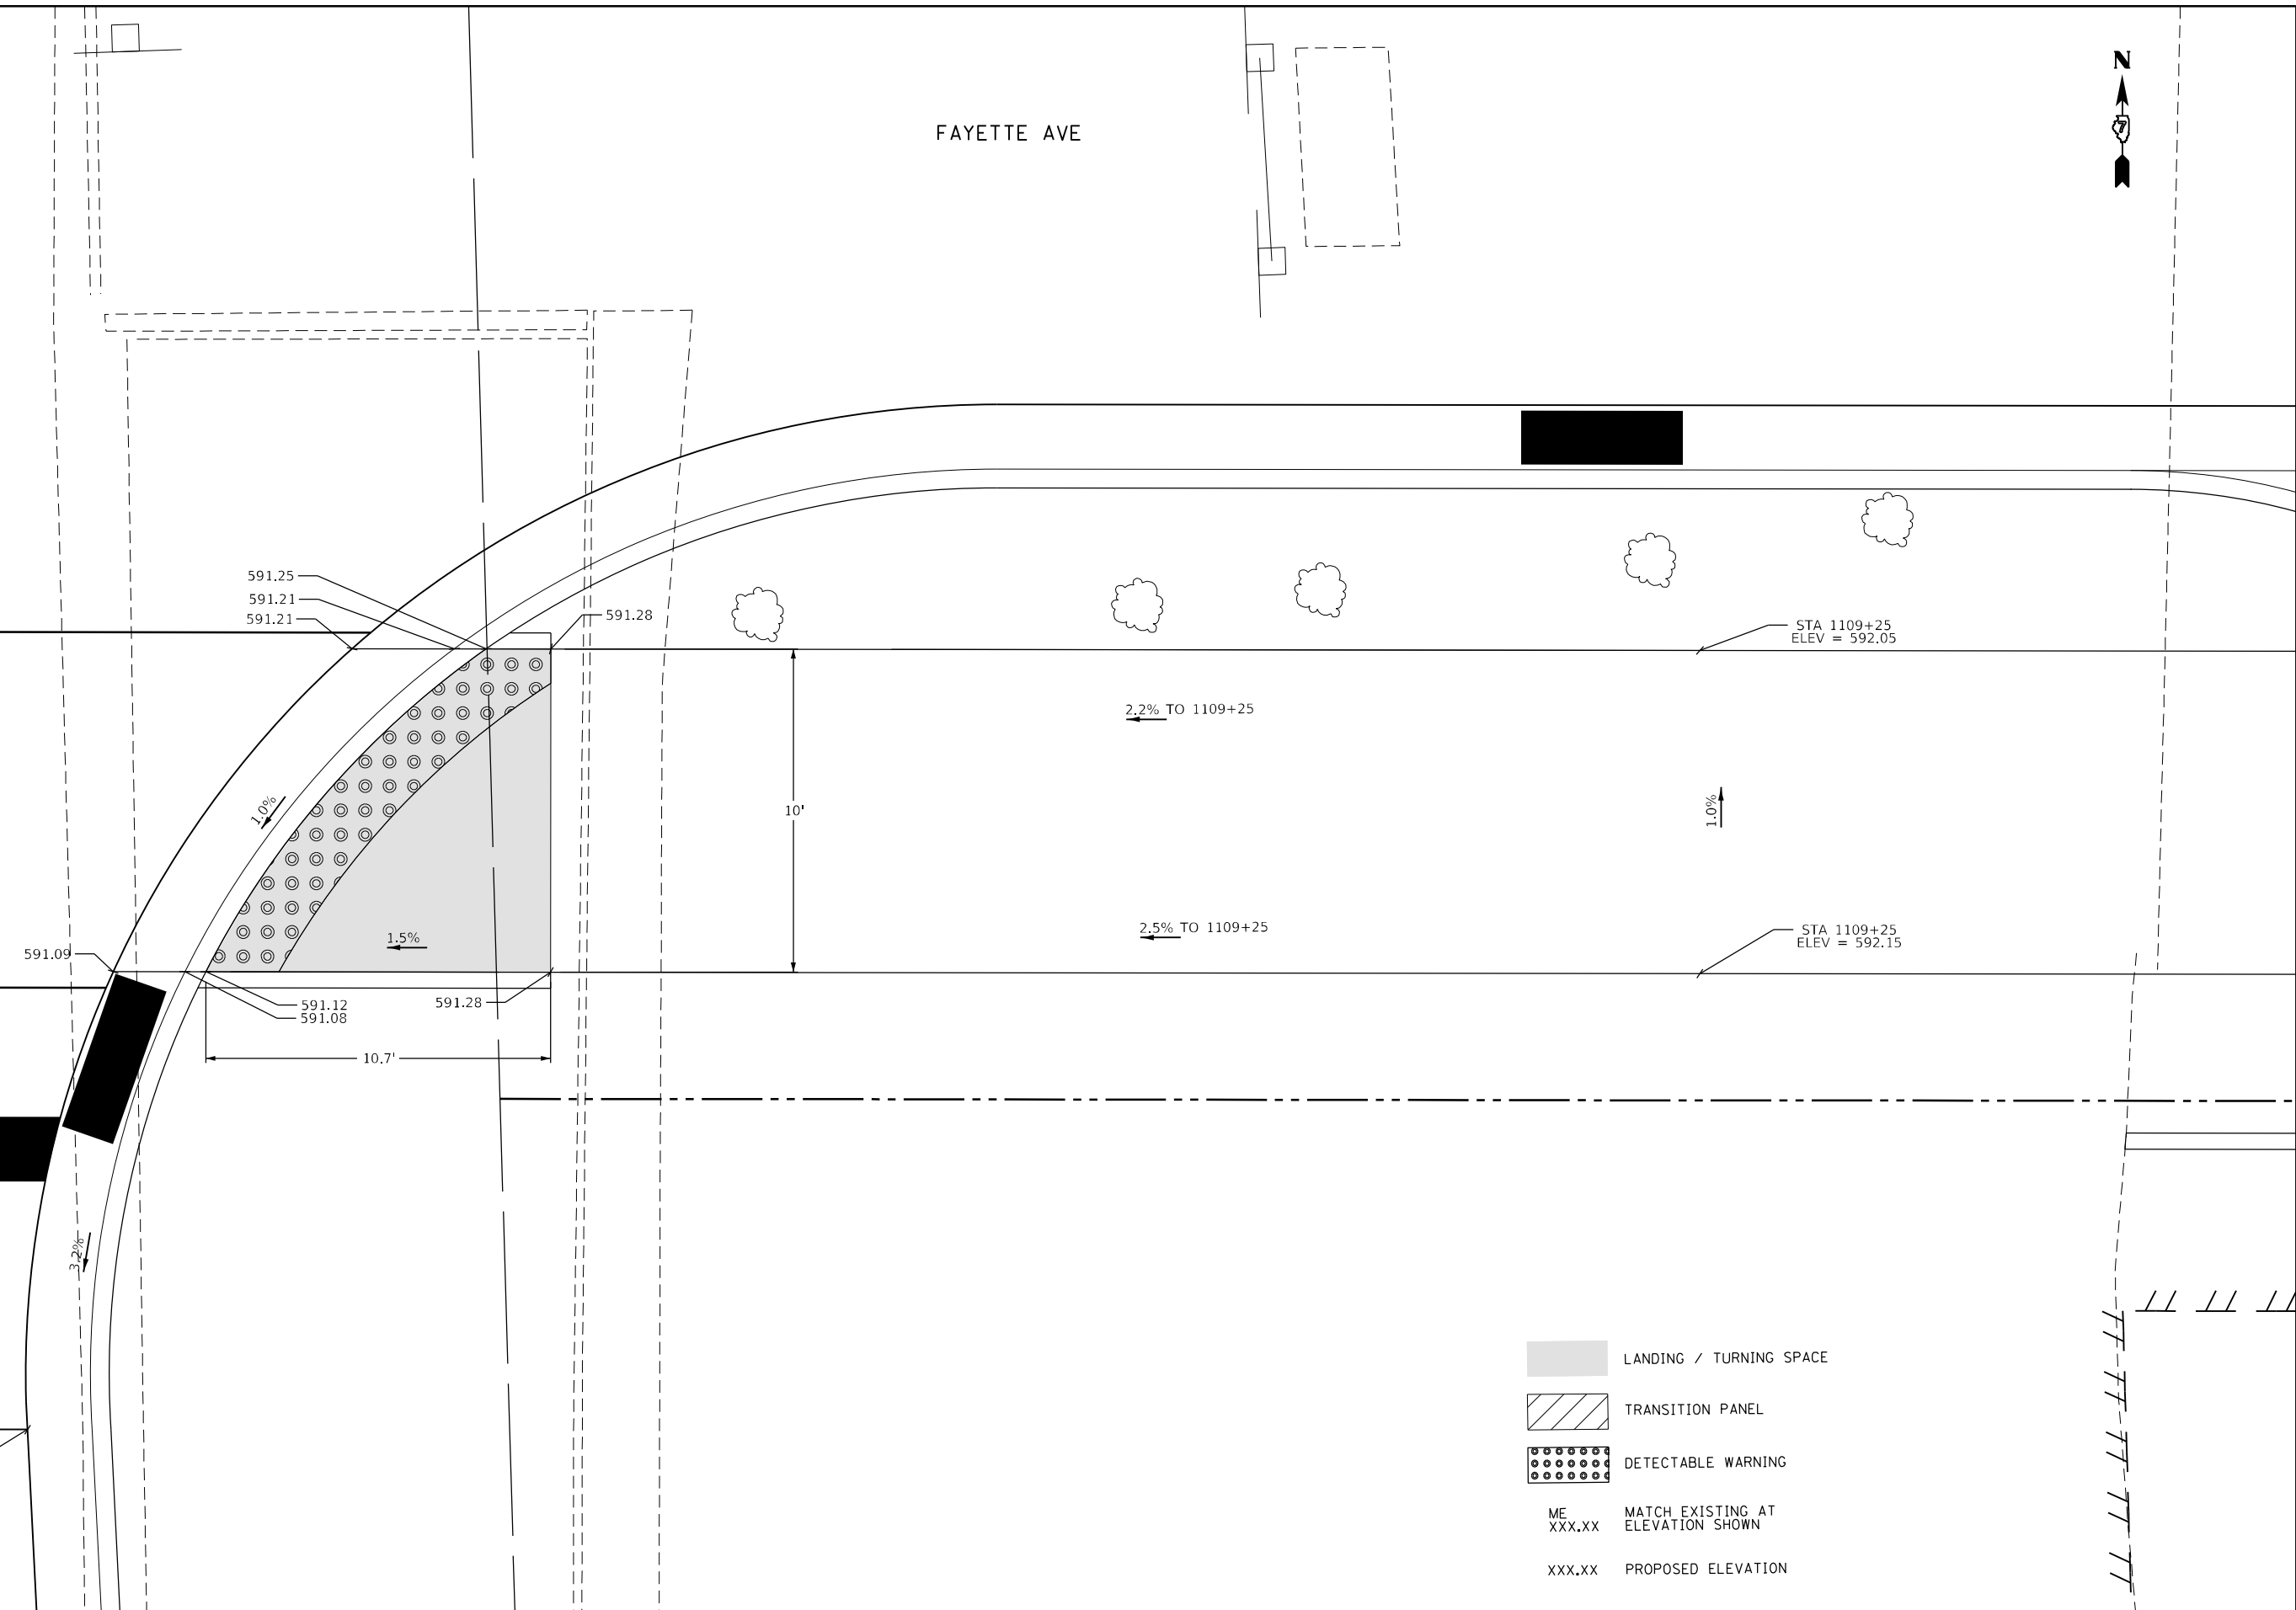 N
7
FAYETTE AVE
591.25
591.21
591.21
591.28
STA 1109+25
ELEV = 592.05
2.2% TO 1109+25
1.0%
10'
1.0%
2.5% TO 1109+25
1.5%
STA 1109+25
ELEV = 592.15
591.09
591.12
591.08
591.28
10.7'
3.2%
LANDING / TURNING SPACE
TRANSITION PANEL
DETECTABLE WARNING
ME
XXX.XX
MATCH EXISTING AT
ELEVATION SHOWN
XXX.XX
PROPOSED ELEVATION